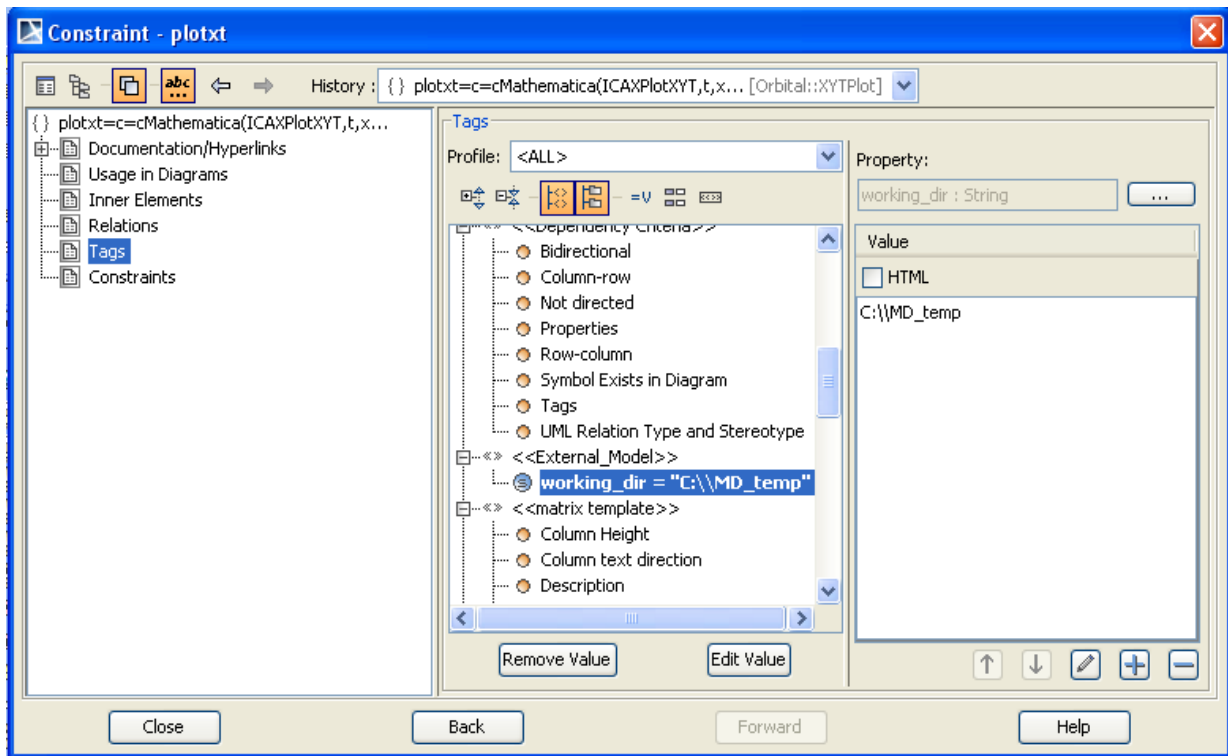 Constraint - plotxt
abc
History : { } plotxt=c=cMathematica(ICAXPlotXYT,t,x... [Orbital::XYTPlot]
{ } plotxt=c=cMathematica(ICAXPlotXYT,t,x...
Documentation/Hyperlinks
Usage in Diagrams
Inner Elements
Relations
Tags
Constraints
Tags
Profile: <ALL>
=V
<<Dependency Criteria>>
Bidirectional
Column-row
Not directed
Properties
Row-column
Symbol Exists in Diagram
Tags
UML Relation Type and Stereotype
«» <<External_Model>>
working_dir = "C:\\MD_temp"
«» <<matrix template>>
Column Height
Column text direction
Description
Remove Value
Edit Value
Property:
working_dir : String
...
Value
HTML
C:\\MD_temp
Close
Back
Forward
Help